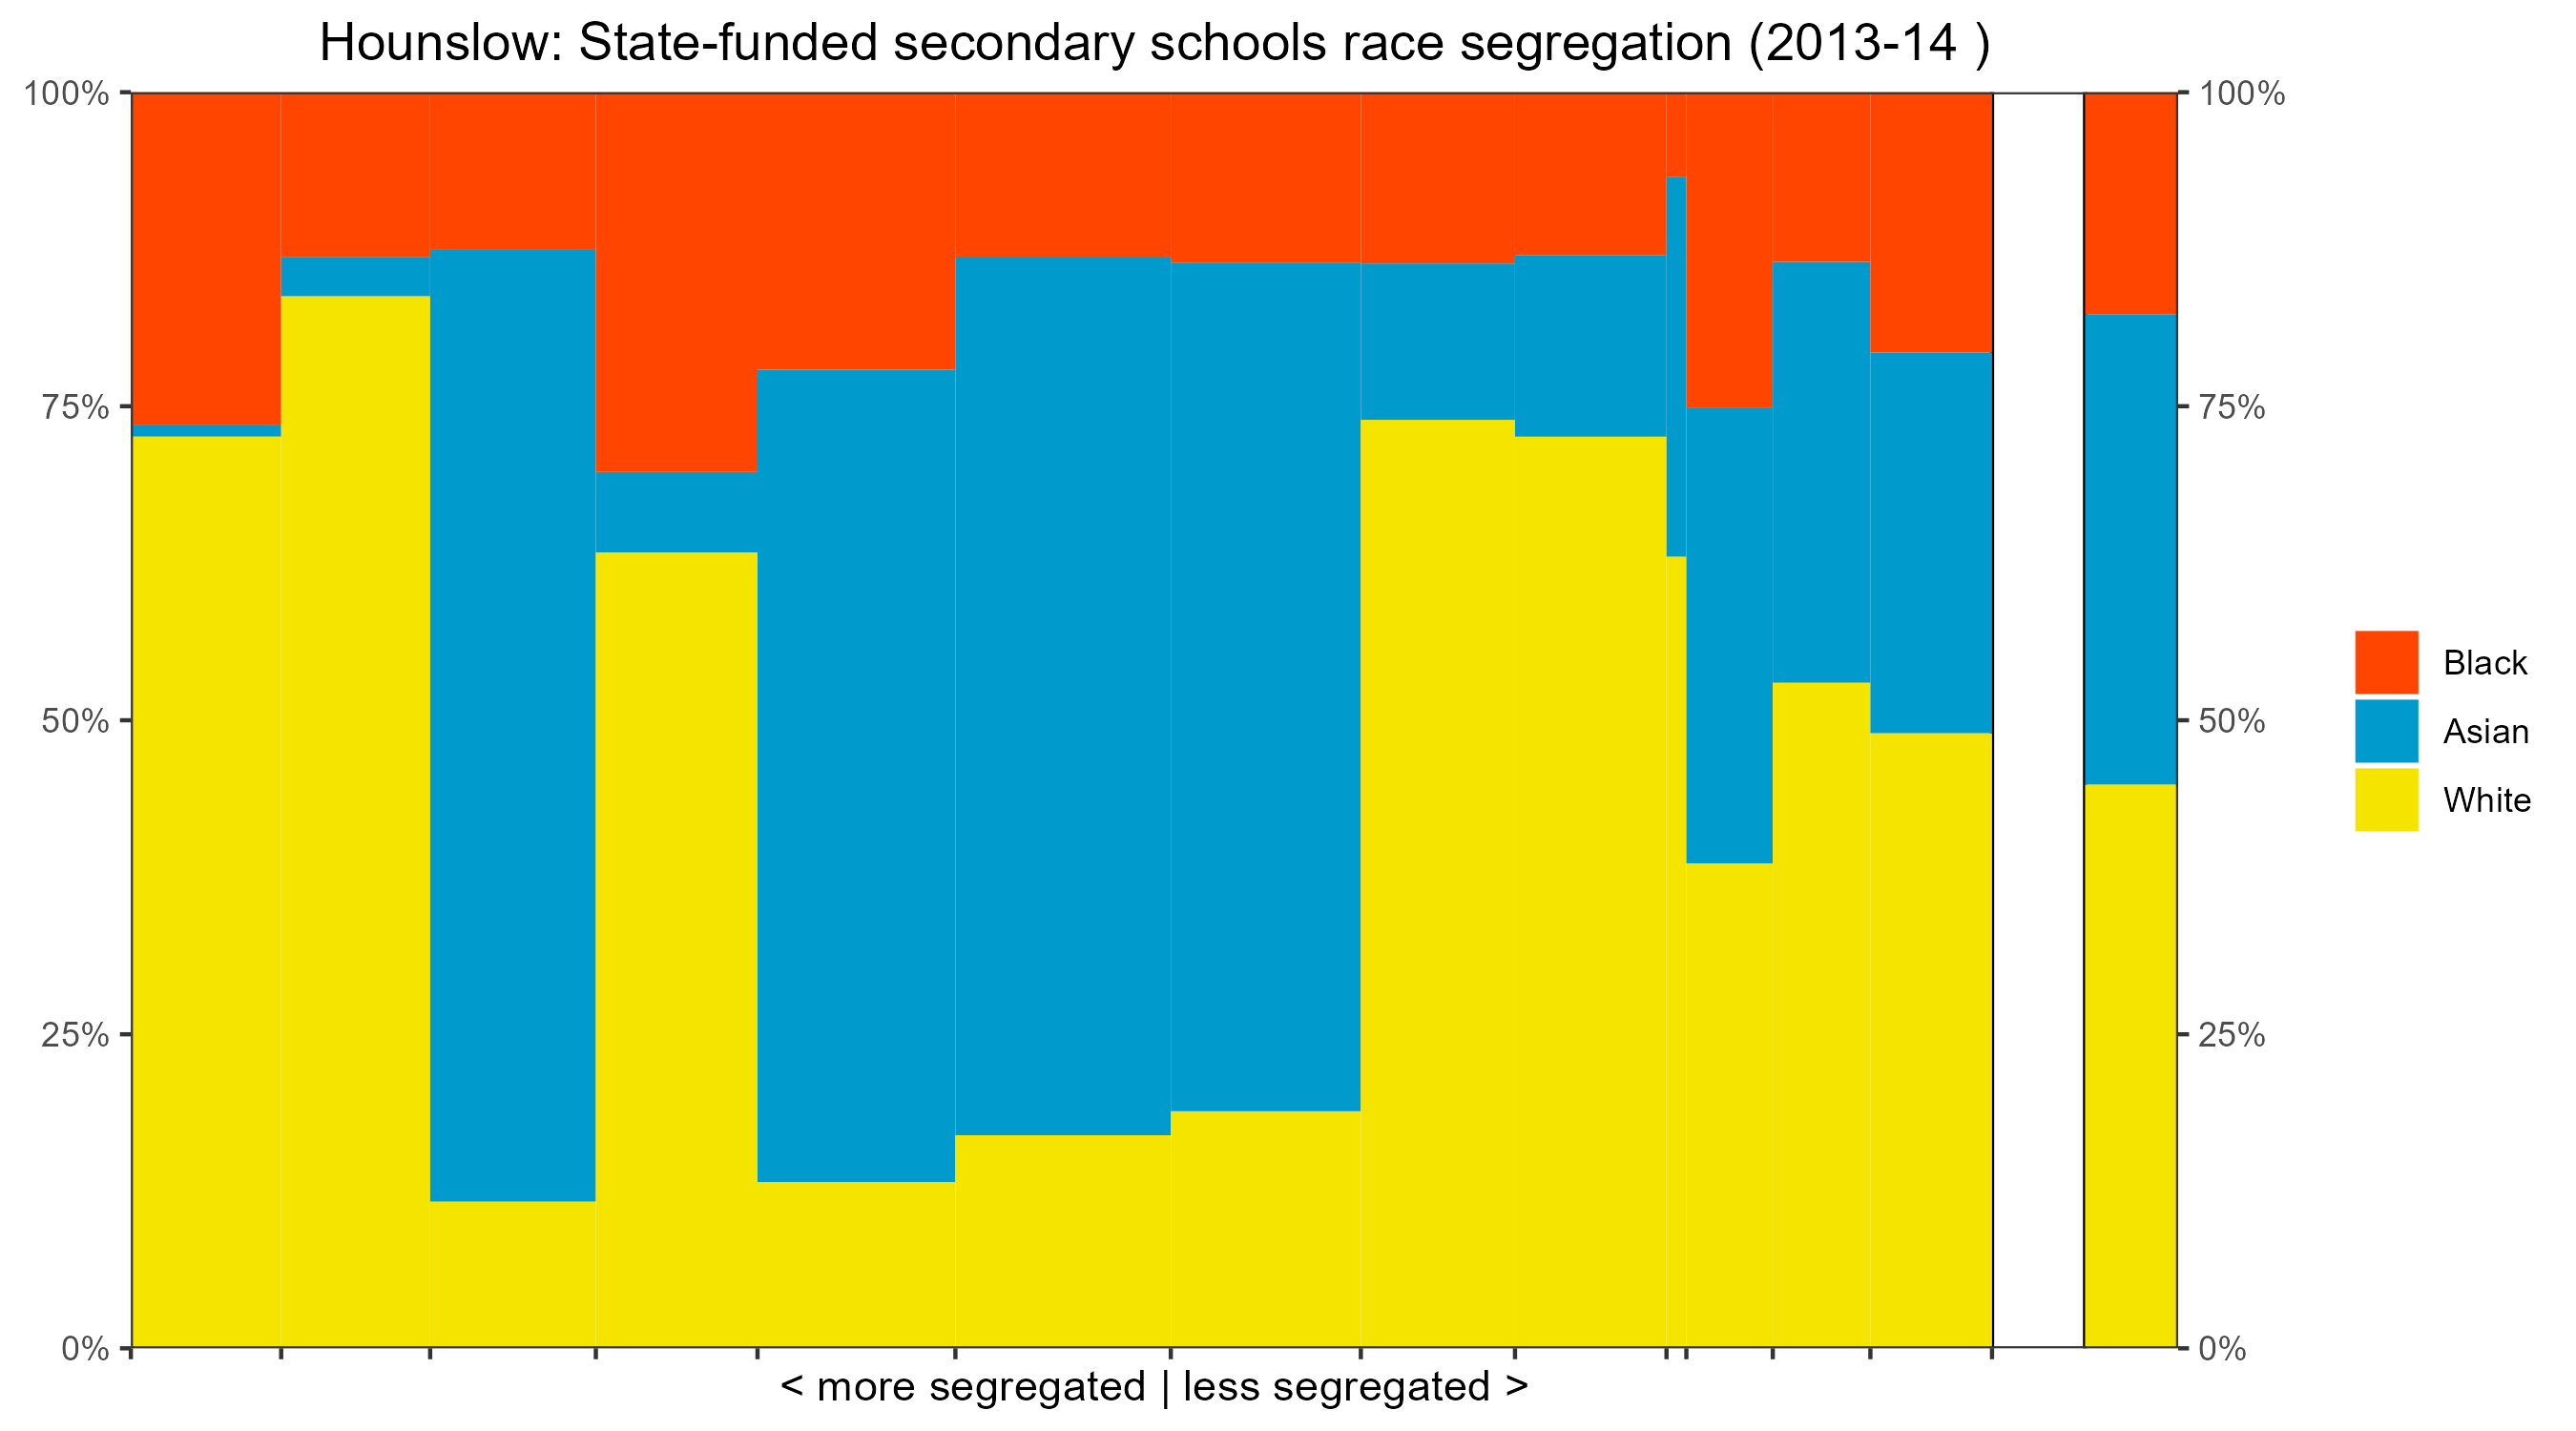 Hounslow: State-funded secondary schools race segregation (2013-14 )
100%
75%
50%
25%
0%
100%
75%
50%
25%
0%
Black
Asian
White
< more segregated | less segregated >